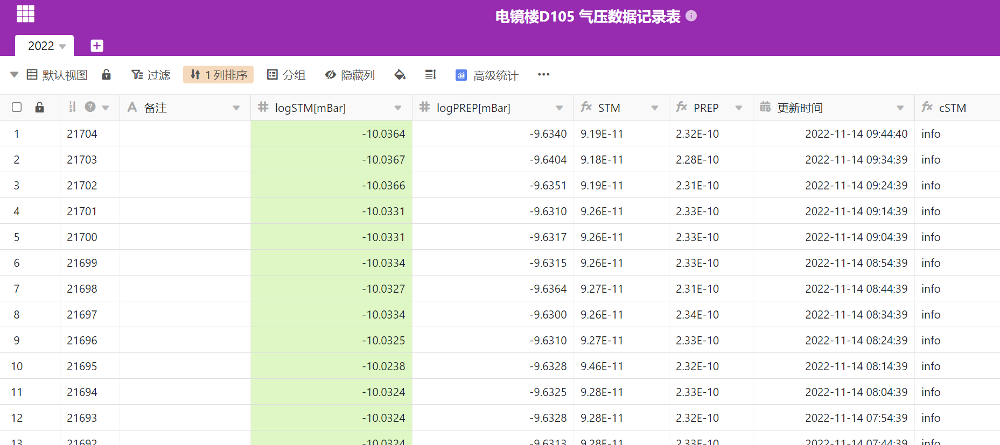 电镜楼D105 气压数据记录表
2022
默认视图 过滤 1 列排序 分组 隐藏列 高级统计
备注 logSTM[mBar] logPREP[mBar] STM PREP 更新时间 cSTM
1 21704 -10.0364 -9.6340 9.19E-11 2.32E-10 2022-11-14 09:44:40 info
2 21703 -10.0367 -9.6404 9.18E-11 2.28E-10 2022-11-14 09:34:39 info
3 21702 -10.0366 -9.6351 9.19E-11 2.31E-10 2022-11-14 09:24:39 info
4 21701 -10.0331 -9.6310 9.26E-11 2.33E-10 2022-11-14 09:14:39 info
5 21700 -10.0331 -9.6317 9.26E-11 2.33E-10 2022-11-14 09:04:39 info
6 21699 -10.0334 -9.6315 9.26E-11 2.33E-10 2022-11-14 08:54:39 info
7 21698 -10.0327 -9.6364 9.27E-11 2.31E-10 2022-11-14 08:44:39 info
8 21697 -10.0334 -9.6300 9.26E-11 2.34E-10 2022-11-14 08:34:39 info
9 21696 -10.0325 -9.6310 9.27E-11 2.33E-10 2022-11-14 08:24:39 info
10 21695 -10.0238 -9.6328 9.46E-11 2.32E-10 2022-11-14 08:14:39 info
11 21694 -10.0324 -9.6325 9.28E-11 2.33E-10 2022-11-14 08:04:39 info
12 21693 -10.0324 -9.6328 9.28E-11 2.32E-10 2022-11-14 07:54:39 info
13 21692 -10.0324 -9.6313 9.28E-11 2.33E-10 2022-11-14 07:44:39 info